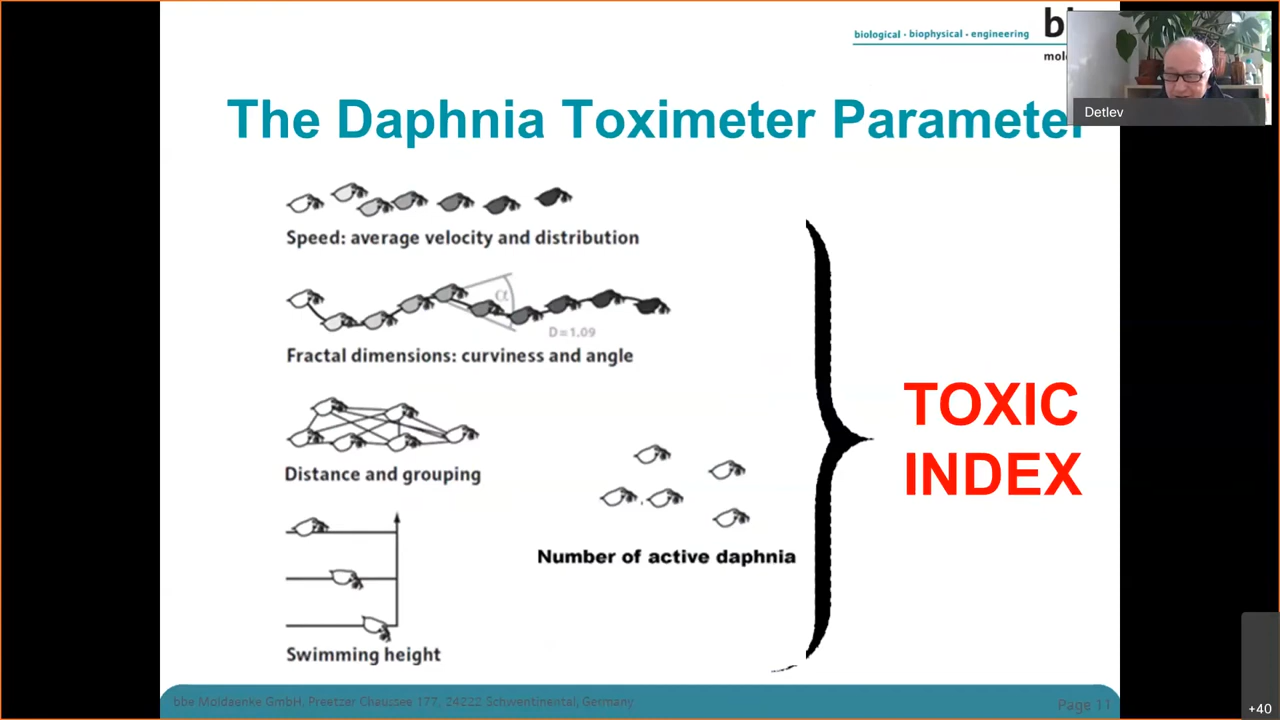 biological · biophysical · engineering
Detlev
The Daphnia Toximeter Parameter
Speed: average velocity and distribution
α
D=1.09
Fractal dimensions: curviness and angle
Distance and grouping
Number of active daphnia
Swimming height
TOXIC
INDEX
bbe Moldaenke GmbH, Preetzer Chaussee 177, 24222 Schwentinental, Germany
Page 11
+40